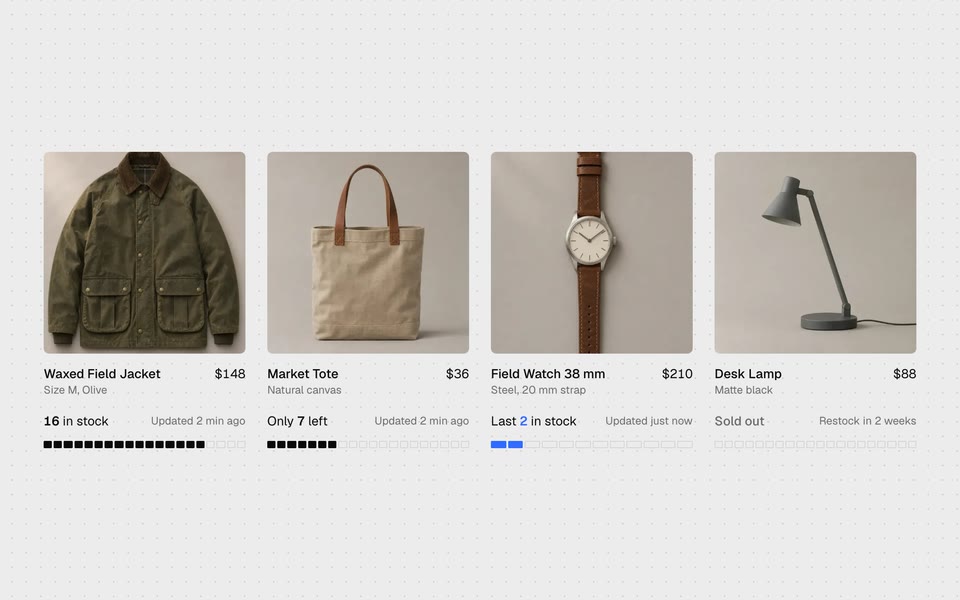 Waxed Field Jacket $148
Size M, Olive
16 in stock Updated 2 min ago
Market Tote $36
Natural canvas
Only 7 left Updated 2 min ago
Field Watch 38 mm $210
Steel, 20 mm strap
Last 2 in stock Updated just now
Desk Lamp $88
Matte black
Sold out Restock in 2 weeks